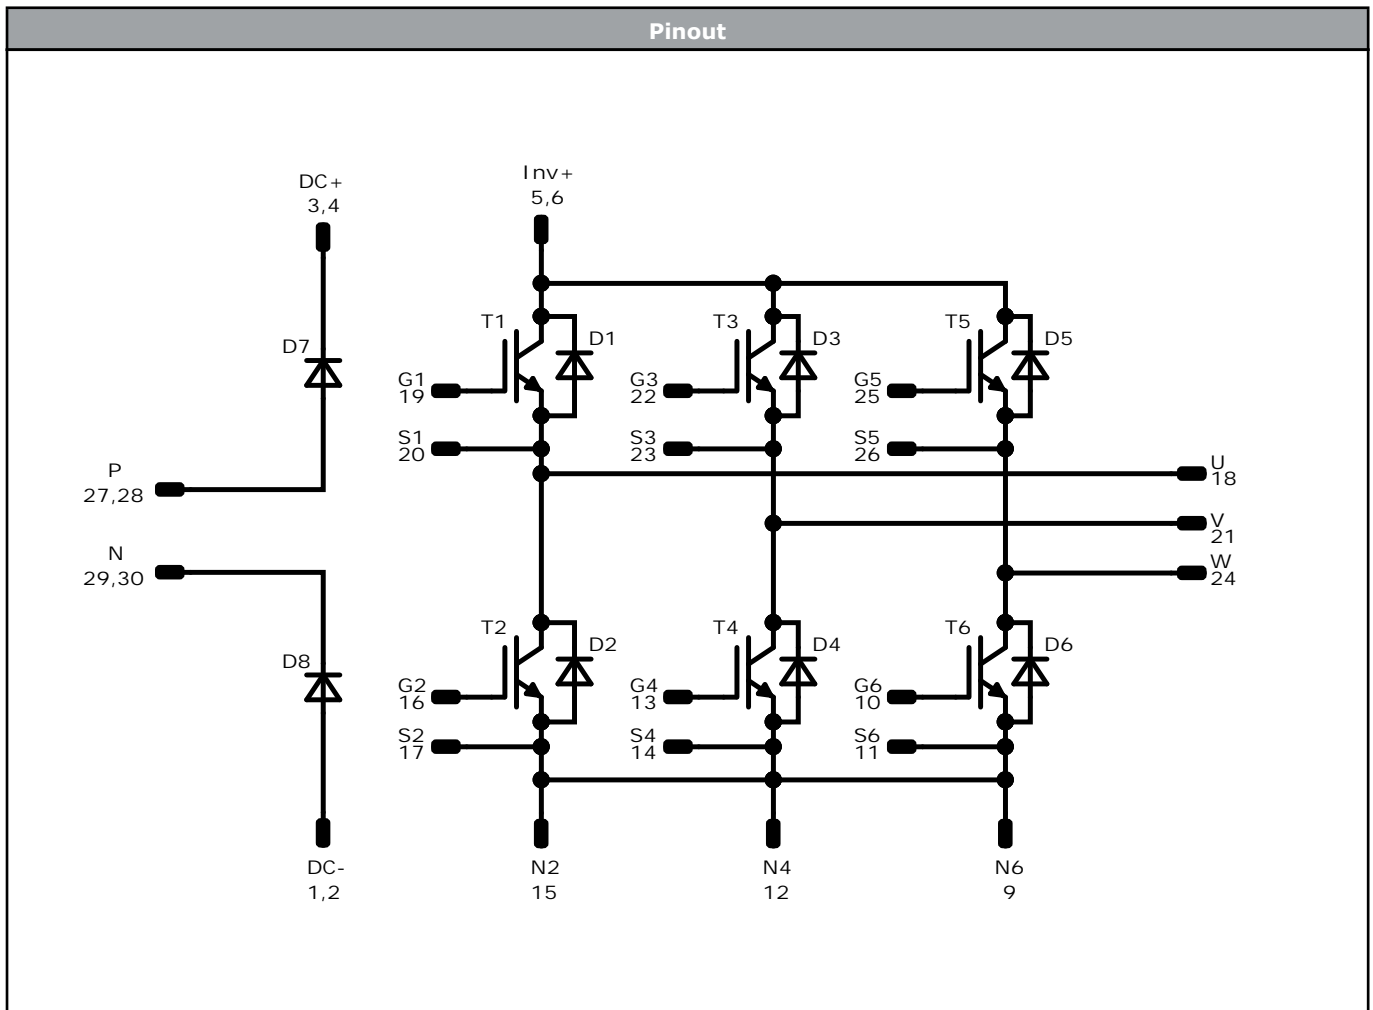 Pinout
DC+
3,4
Inv+
5,6
T1
D1
T3
D3
T5
D5
D7
G1
19
G3
22
G5
25
S1
20
S3
23
S5
26
P
27,28
U
18
V
21
N
29,30
W
24
T2
D2
T4
D4
T6
D6
D8
G2
16
G4
13
G6
10
S2
17
S4
14
S6
11
DC-
1,2
N2
15
N4
12
N6
9